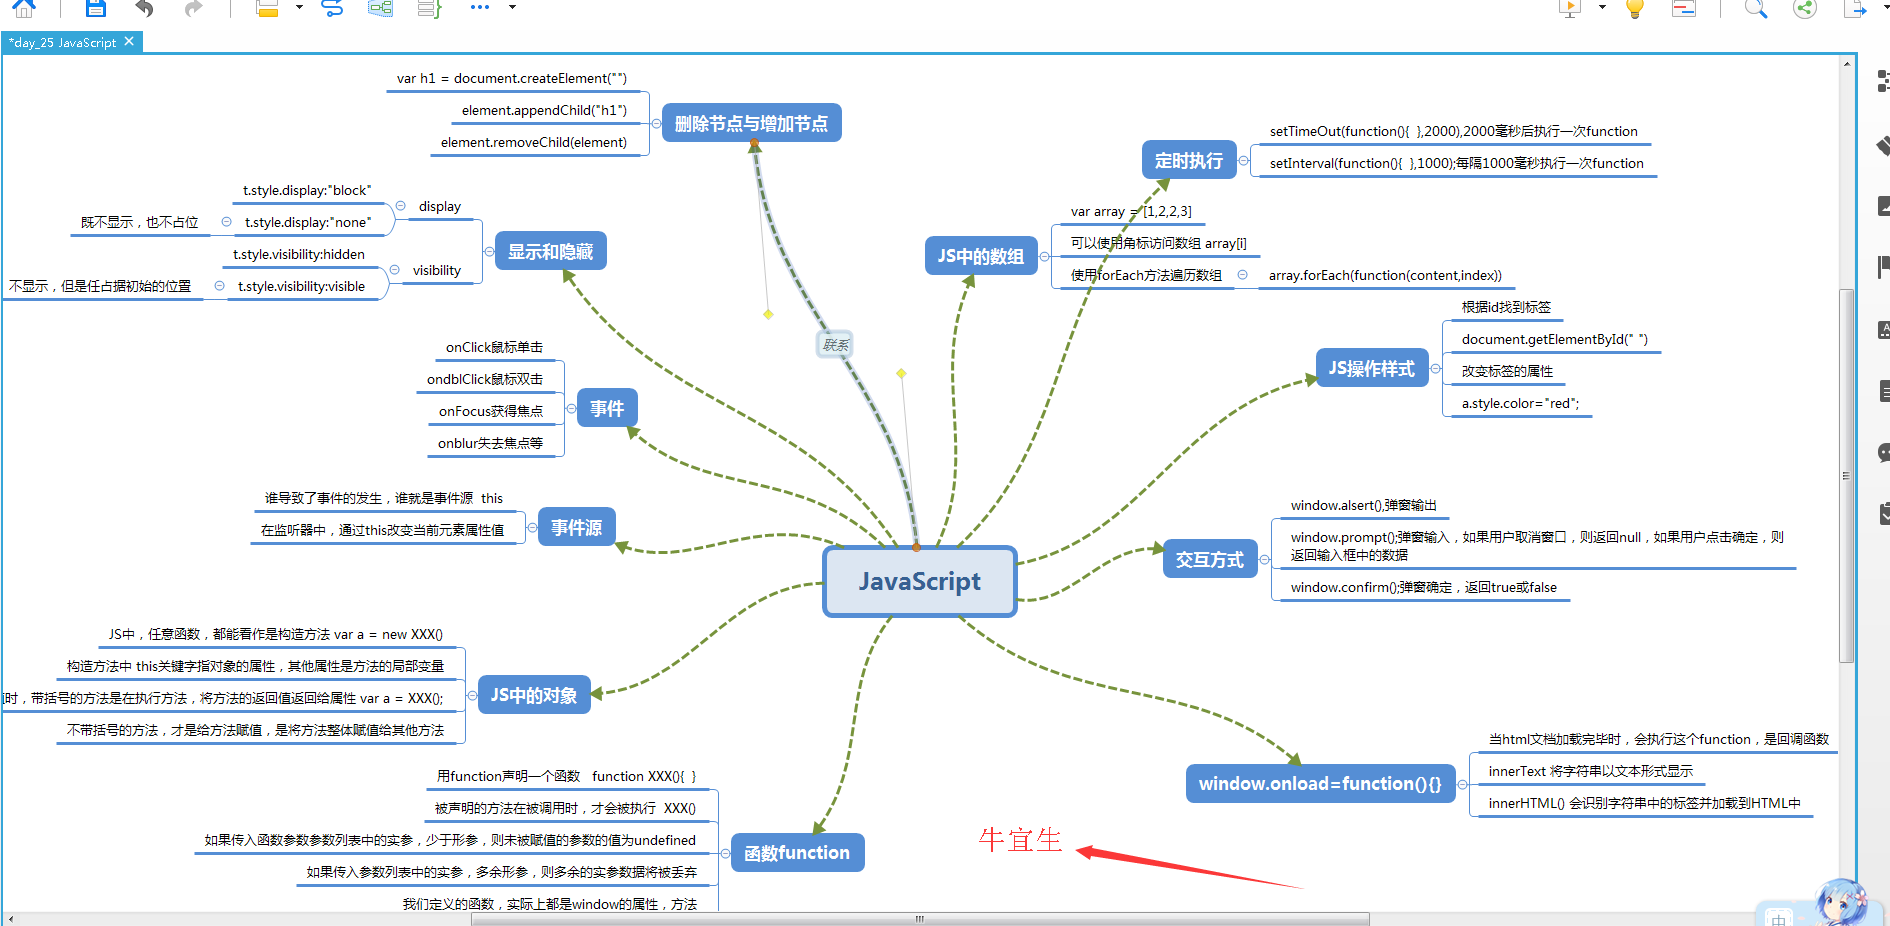 *day_25 JavaScript
var h1 = document.createElement("")
element.appendChild("h1")
element.removeChild(element)
删除节点与增加节点
t.style.display:"block"
既不显示，也不占位
t.style.display:"none"
display
t.style.visibility:hidden
不显示，但是任占据初始的位置
t.style.visibility:visible
visibility
显示和隐藏
onClick鼠标单击
ondblClick鼠标双击
onFocus获得焦点
onblur失去焦点等
事件
谁导致了事件的发生，谁就是事件源 this
在监听器中，通过this改变当前元素属性值
事件源
JS中，任意函数，都能看作是构造方法 var a = new XXX()
构造方法中 this关键字指对象的属性，其他属性是方法的局部变量
时，带括号的方法是在执行方法，将方法的返回值返回给属性 var a = XXX();
不带括号的方法，才是给方法赋值，是将方法整体赋值给其他方法
JS中的对象
用function声明一个函数 function XXX(){ }
被声明的方法在被调用时，才会被执行 XXX()
如果传入函数参数参数列表中的实参，少于形参，则未被赋值的参数的值为undefined
如果传入参数列表中的实参，多余形参，则多余的实参数据将被丢弃
我们定义的函数，实际上都是window的属性，方法
函数function
联系
JavaScript
定时执行
setTimeOut(function(){ },2000),2000毫秒后执行一次function
setInterval(function(){ },1000);每隔1000毫秒执行一次function
JS中的数组
var array = [1,2,2,3]
可以使用角标访问数组 array[i]
使用forEach方法遍历数组
array.forEach(function(content,index))
JS操作样式
根据id找到标签
document.getElementById(" ")
改变标签的属性
a.style.color="red";
交互方式
window.alsert(),弹窗输出
window.prompt();弹窗输入，如果用户取消窗口，则返回null，如果用户点击确定，则
返回输入框中的数据
window.confirm();弹窗确定，返回true或false
window.onload=function(){}
当html文档加载完毕时，会执行这个function，是回调函数
innerText 将字符串以文本形式显示
innerHTML() 会识别字符串中的标签并加载到HTML中
牛宜生
中